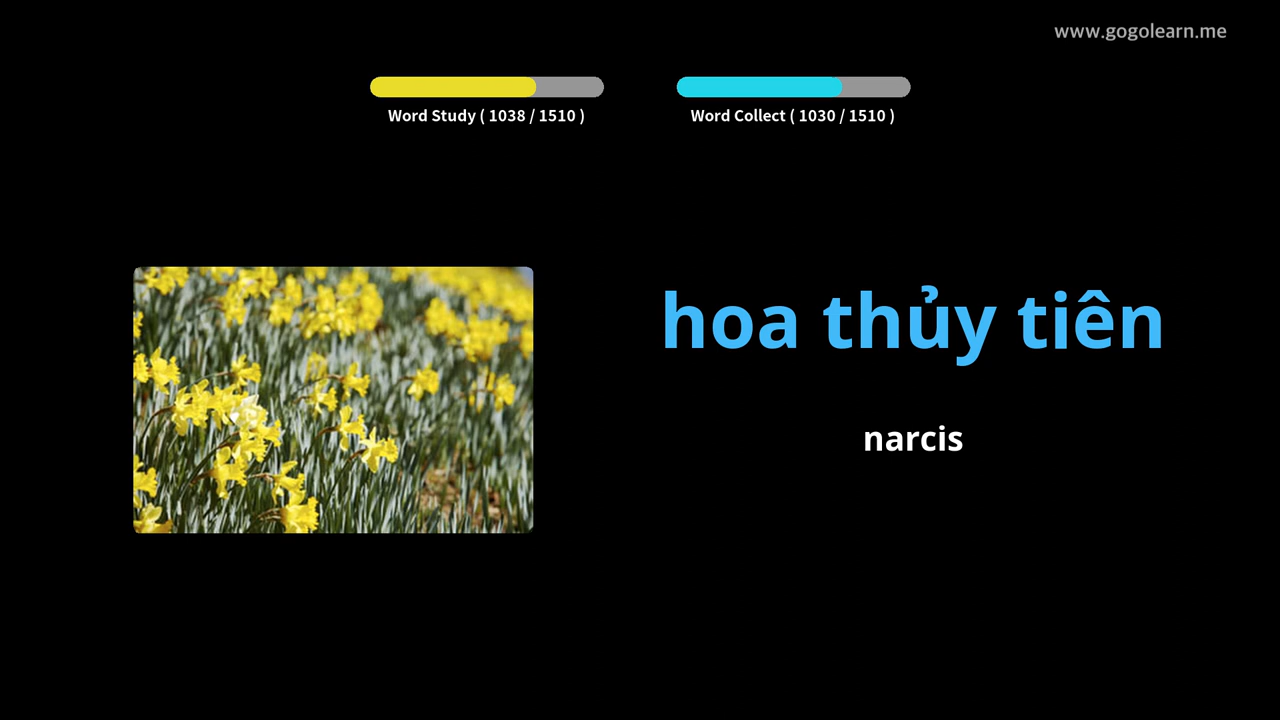 www.gogolearn.me
Word Study ( 1038 / 1510 )
Word Collect ( 1030 / 1510 )
hoa thủy tiên
narcis